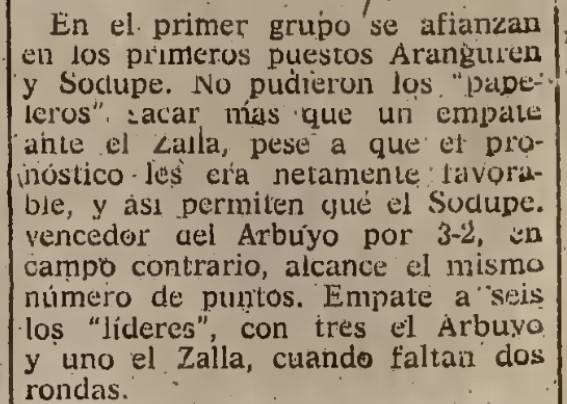 En el primer grupo se afianzan
en los primeros puestos Aranguren
y Sodupe. No pudieron los "pape-
leros" sacar mas que un empate
ante el Zalla, pese a que el pro-
nóstico les era netamente favora-
ble, y así permiten qué el Sodupe.
vencedor del Arbuyo por 3-2, en
campo contrario, alcance el mismo
número de puntos. Empate a seis
los "líderes", con tres el Arbuyo
y uno el Zalla, cuando faltan dos
rondas.